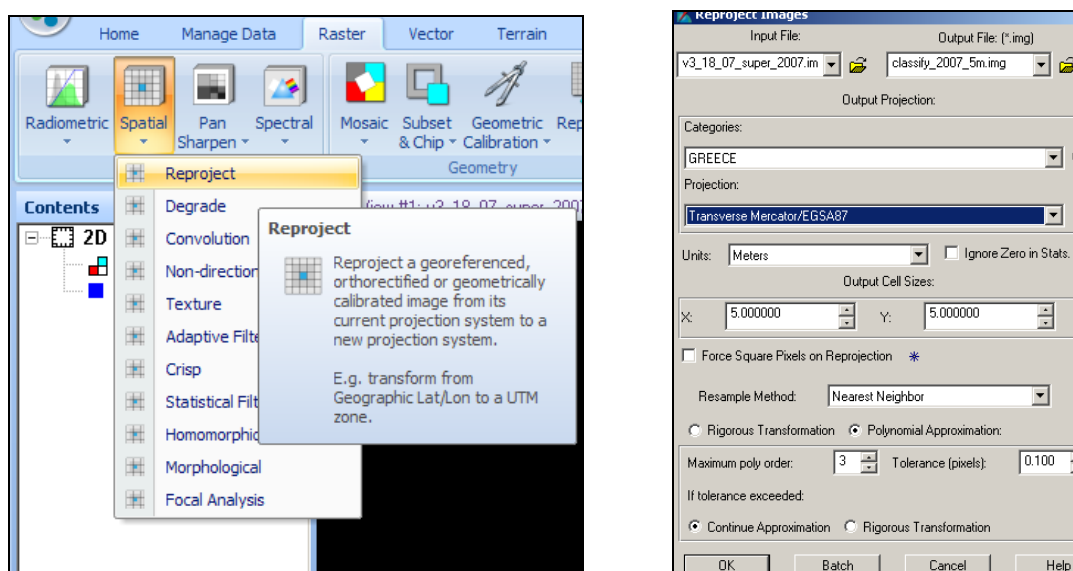 Home Manage Data Raster Vector Terrain
Radiometric Spatial Pan Sharpen Spectral Mosaic Subset & Chip Geometric Calibration
Geometry
Contents
2D
Reproject
Degrade
Convolution
Texture
Crisp
Morphological
Focal Analysis
Reproject
Reproject a georeferenced,
orthorectified or geometrically
calibrated image from its
current projection system to a
new projection system.
E.g. transform from
Geographic Lat/Lon to a UTM
zone.
Reproject Images
Input File: Output File: (*.img)
v3_18_07_super_2007.im classify_2007_5m.img
Output Projection:
Categories:
GREECE
Projection:
Transverse Mercator/EGSA87
Units: Meters Ignore Zero in Stats.
Output Cell Sizes:
X: 5.000000 Y: 5.000000
Force Square Pixels on Reprojection *
Resample Method: Nearest Neighbor
Rigorous Transformation Polynomial Approximation:
Maximum poly order: 3 Tolerance (pixels): 0.100
If tolerance exceeded:
Continue Approximation Rigorous Transformation
OK Batch Cancel Help